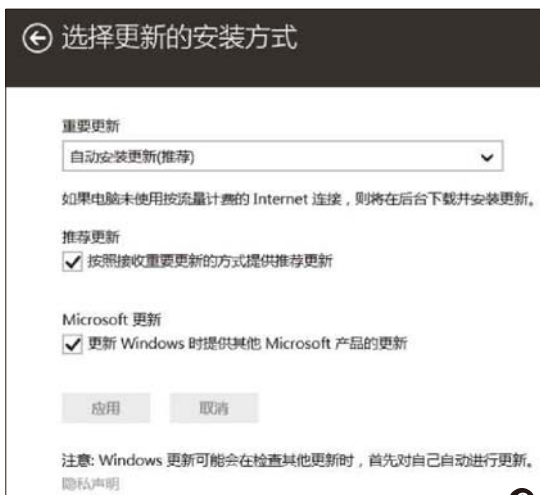 选择更新的安装方式
重要更新
自动安装更新(推荐)
如果电脑未使用按流量计费的 Internet 连接，则将在后台下载并安装更新。
推荐更新
按照接收重要更新的方式提供推荐更新
Microsoft 更新
更新 Windows 时提供其他 Microsoft 产品的更新
应用 取消
注意: Windows 更新可能会在检查其他更新时，首先对自己自动进行更新。
隐私声明